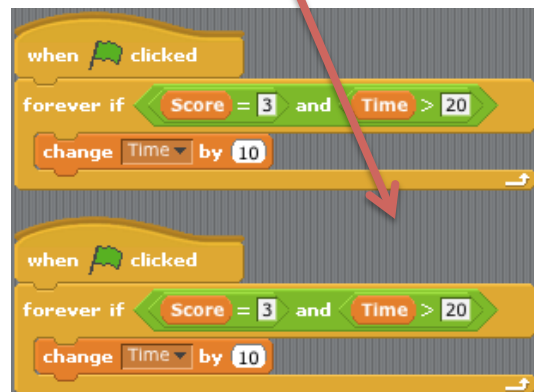 when clicked
forever if Score = 3 and Time > 20
change Time by 10
when clicked
forever if Score = 3 and Time > 20
change Time by 10